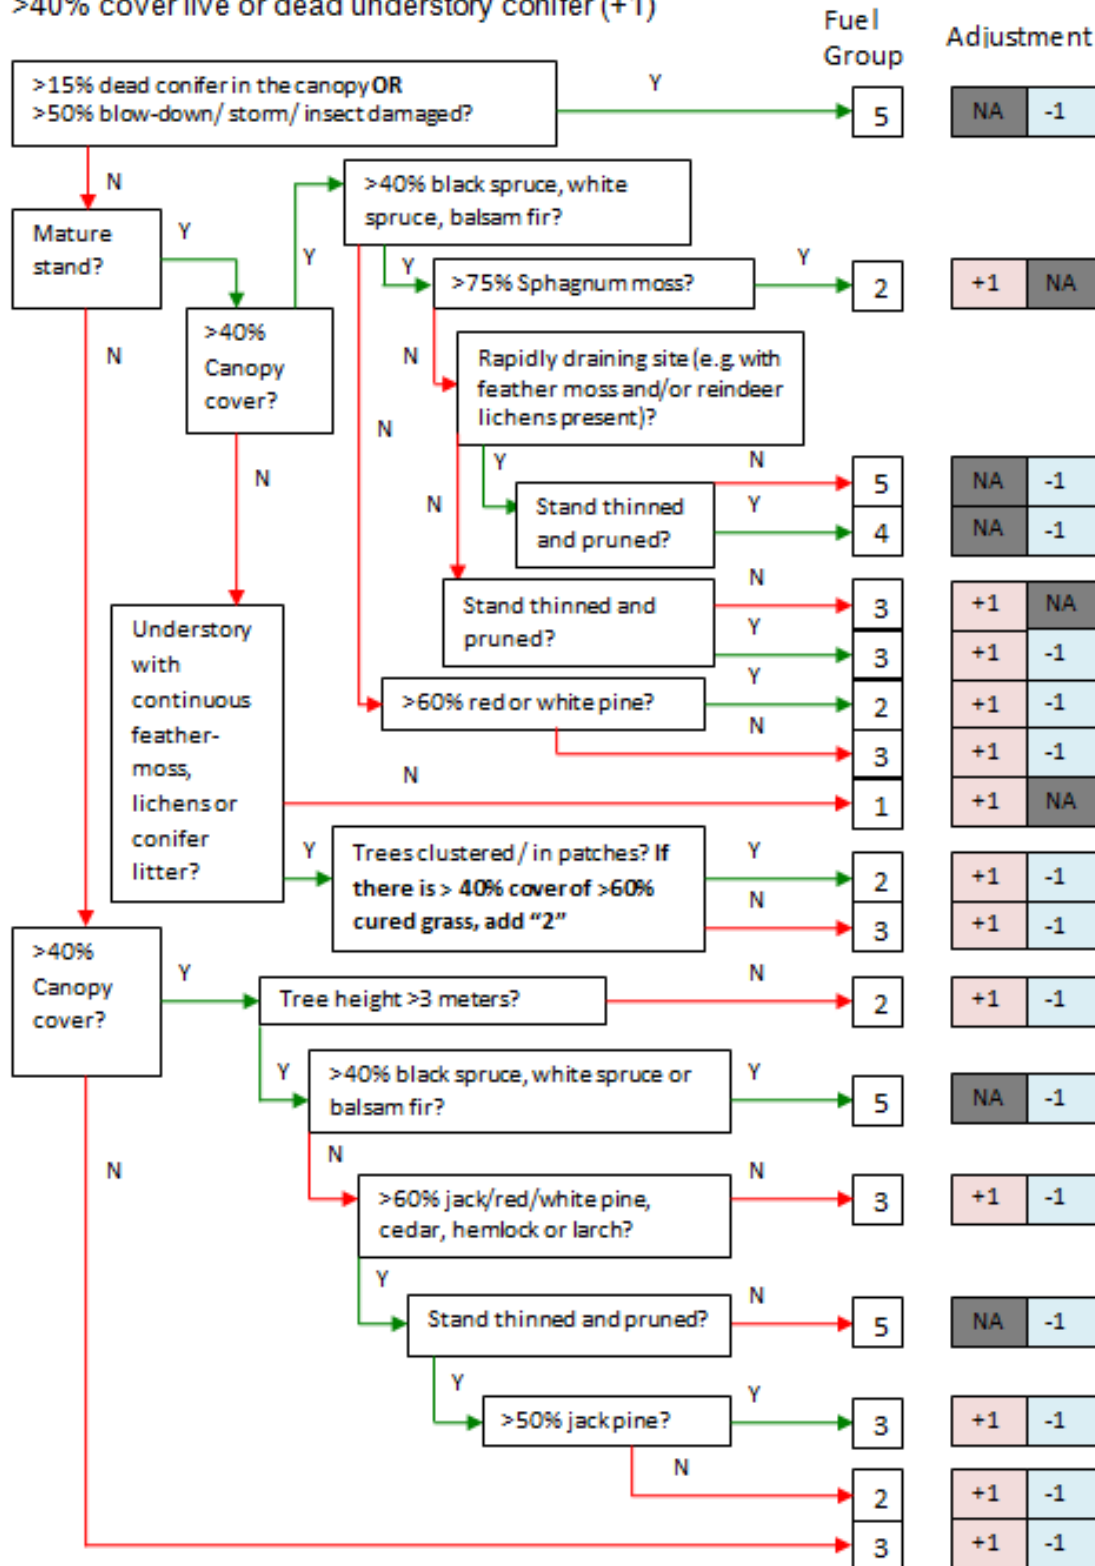 >40% cover live or dead understory conifer (+1)
Fuel
Group
Adjustment
>15% dead conifer in the canopy OR
>50% blow-down/ storm/ insect damaged?
Y
5
NA
-1
N
Mature
stand?
Y
>40%
Canopy
cover?
Y
>40% black spruce, white
spruce, balsam fir?
Y
>75% Sphagnum moss?
Y
2
+1
NA
N
Rapidly draining site (e.g. with
feather moss and/or reindeer
lichens present)?
Y
Stand thinned
and pruned?
N
5
NA
-1
Y
4
NA
-1
N
Stand thinned and
pruned?
N
3
+1
NA
Y
3
+1
-1
N
>60% red or white pine?
Y
2
+1
-1
N
3
+1
-1
N
Understory
with
continuous
feather-
moss,
lichens or
conifer
litter?
N
1
+1
NA
Y
Trees clustered / in patches? If
there is > 40% cover of >60%
cured grass, add “2”
Y
2
+1
-1
N
3
+1
-1
N
>40%
Canopy
cover?
Y
Tree height >3 meters?
N
2
+1
-1
Y
>40% black spruce, white spruce or
balsam fir?
Y
5
NA
-1
N
>60% jack/red/white pine,
cedar, hemlock or larch?
N
3
+1
-1
Y
Stand thinned and pruned?
N
5
NA
-1
Y
>50% jack pine?
Y
3
+1
-1
N
2
+1
-1
N
3
+1
-1